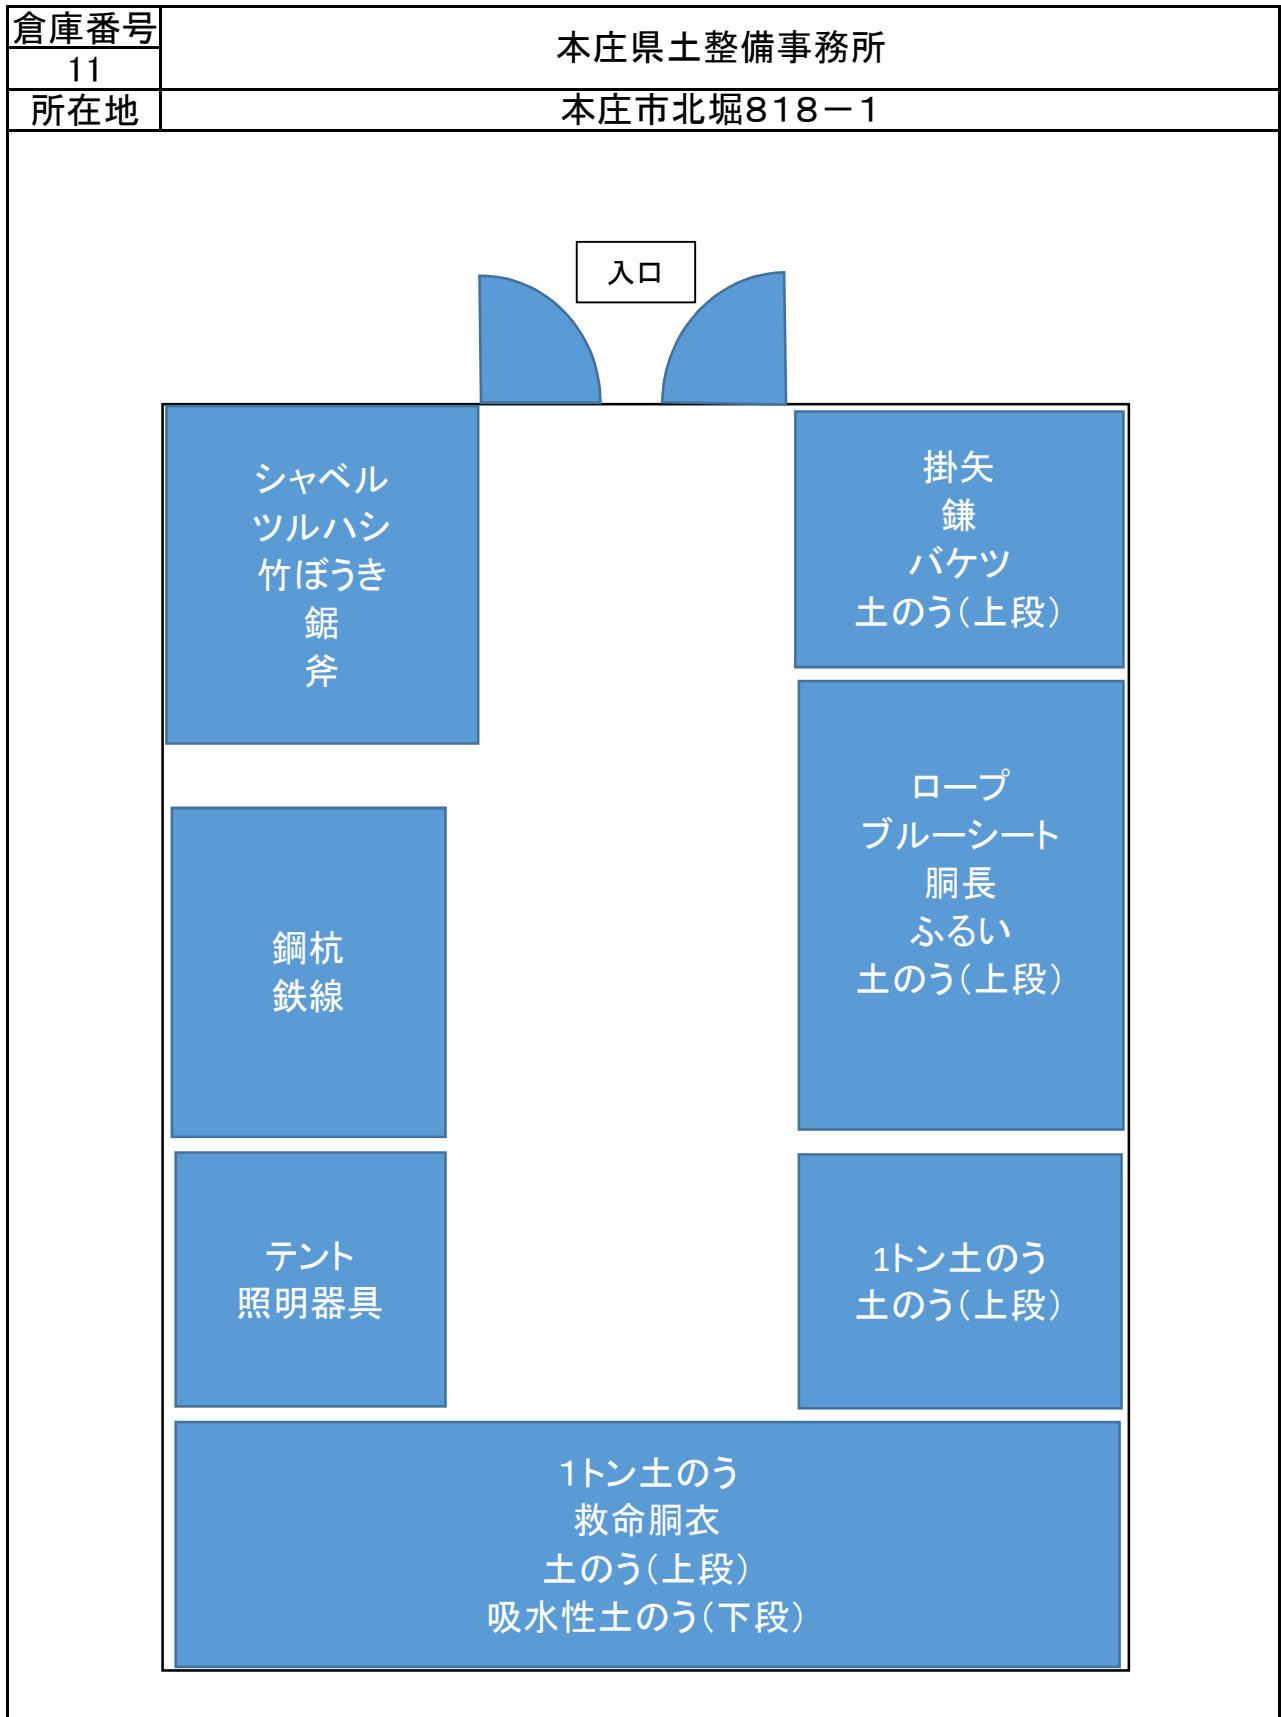 倉庫番号
11
本庄県土整備事務所
所在地
本庄市北堀818－1
入口
シャベル
ツルハシ
竹ぼうき
鋸
斧
掛矢
鎌
バケツ
土のう（上段）
ロープ
ブルーシート
胴長
ふるい
土のう（上段）
鋼杭
鉄線
テント
照明器具
1トン土のう
土のう（上段）
1トン土のう
救命胴衣
土のう（上段）
吸水性土のう（下段）